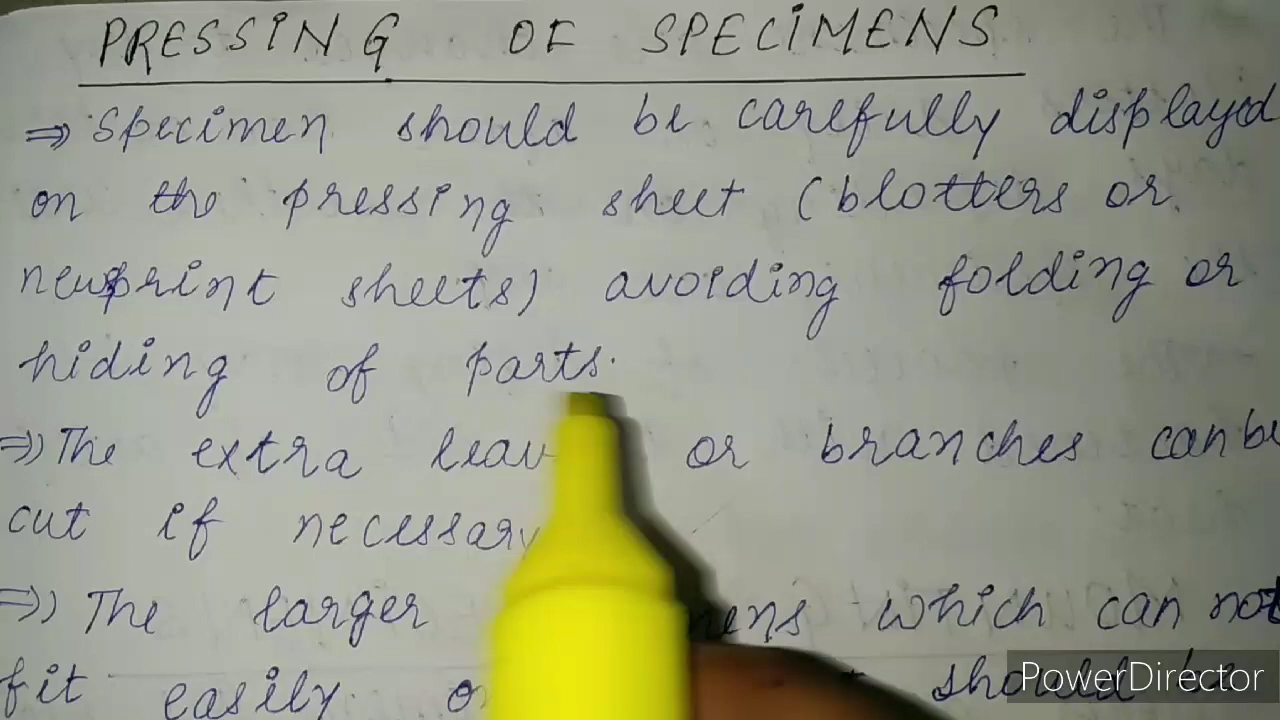 PRESSING OF SPECIMENS
⇒ Specimen should be carefully displayed
on the pressing sheet (blotters or
newsprint sheets) avoiding folding or
hiding of parts.
⇒) The extra or branches can be
cut if necessary
⇒) The larger which can not
fit easily should be
PowerDirector